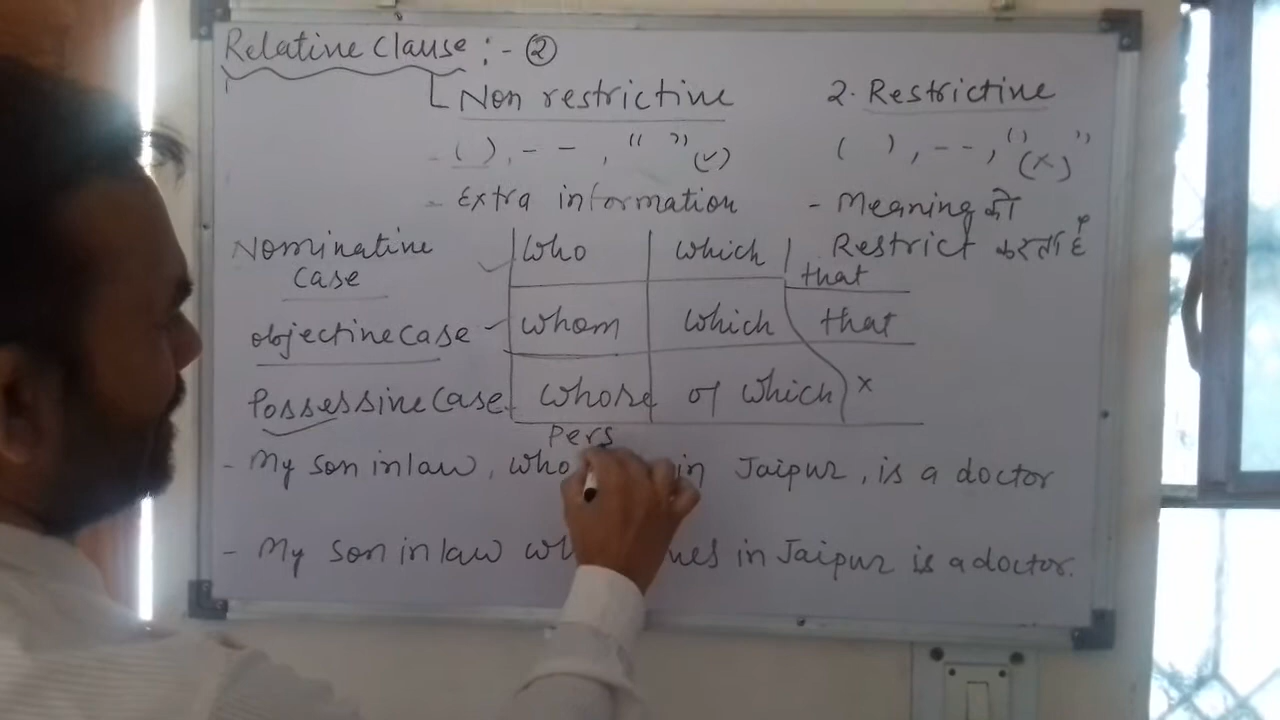 Relative Clause :- ②
Non restrictive 2. Restrictive
( ) , - - , " " (✓) ( ) , - - , " " (×)
- Extra information - Meaning को
Nominative Case who which that Restrict करता है
Objective Case - whom which that
Possessive Case - whose of which ×
Pers
- My son in law, who in Jaipur, is a doctor
- My son in law in Jaipur is a doctor.